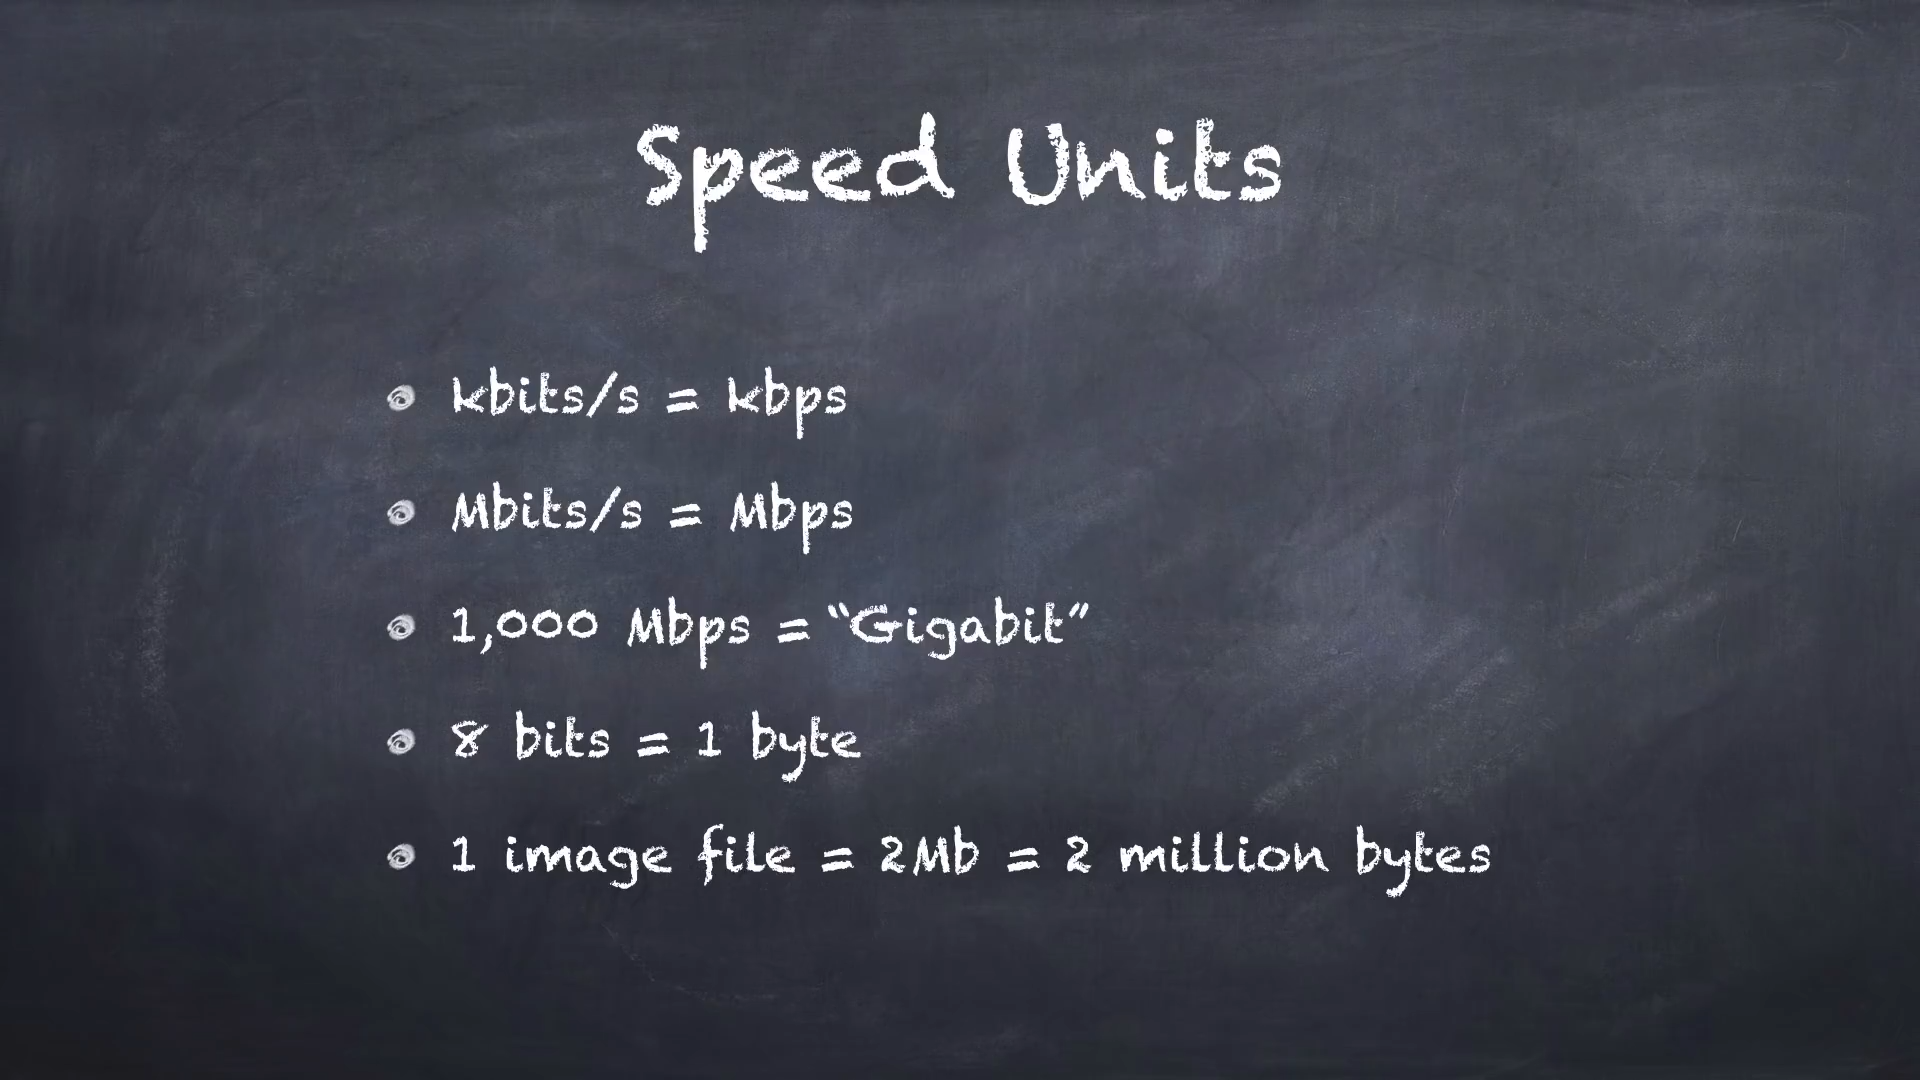 Speed Units
kbits/s = kbps
Mbits/s = Mbps
1,000 Mbps = “Gigabit”
8 bits = 1 byte
1 image file = 2Mb = 2 million bytes